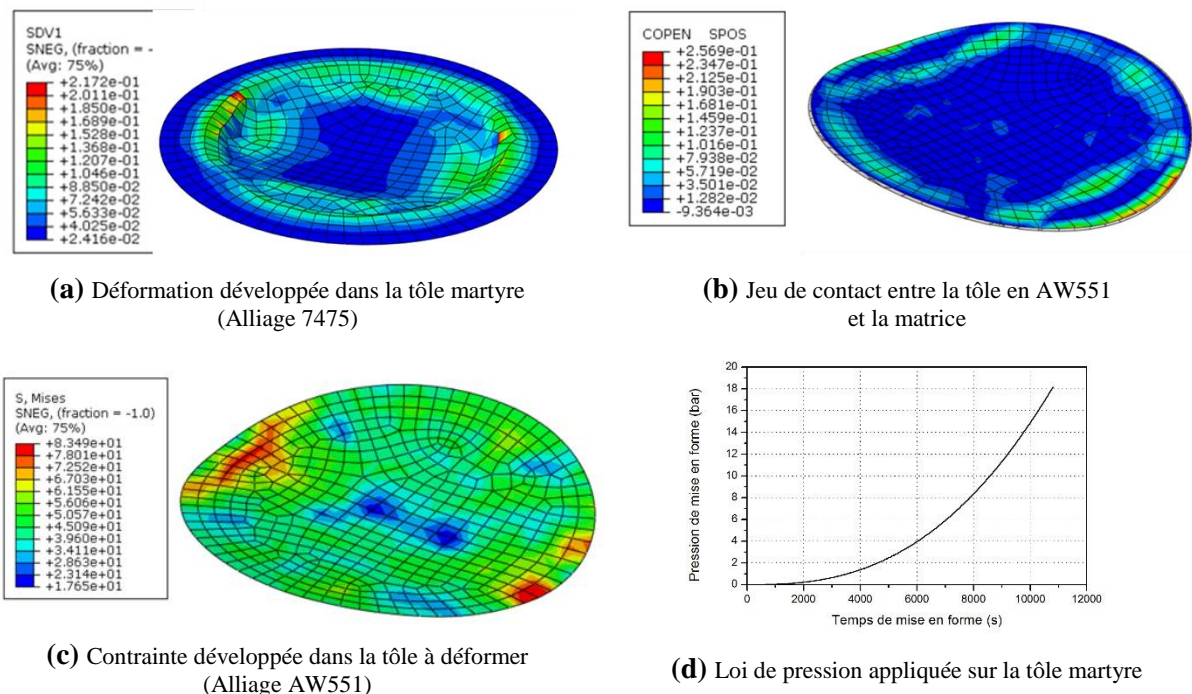 SDV1
SNEG, (fraction = -
(Avg: 75%)
+2.172e-01
+2.011e-01
+1.850e-01
+1.689e-01
+1.528e-01
+1.368e-01
+1.207e-01
+1.046e-01
+8.850e-02
+7.242e-02
+5.633e-02
+4.025e-02
+2.416e-02
(a) Déformation développée dans la tôle martyre
(Alliage 7475)
COPEN SPOS
+2.569e-01
+2.347e-01
+2.125e-01
+1.903e-01
+1.681e-01
+1.459e-01
+1.237e-01
+1.016e-01
+7.938e-02
+5.719e-02
+3.501e-02
+1.282e-02
-9.364e-03
(b) Jeu de contact entre la tôle en AW551
et la matrice
S, Mises
SNEG, (fraction = -1.0)
(Avg: 75%)
+8.349e+01
+7.801e+01
+7.252e+01
+6.703e+01
+6.155e+01
+5.606e+01
+5.057e+01
+4.509e+01
+3.960e+01
+3.411e+01
+2.863e+01
+2.314e+01
+1.765e+01
(c) Contrainte développée dans la tôle à déformer
(Alliage AW551)
Pression de mise en forme (bar)
20
18
16
14
12
10
8
6
4
2
0
0 2000 4000 6000 8000 10000 12000
Temps de mise en forme (s)
(d) Loi de pression appliquée sur la tôle martyre